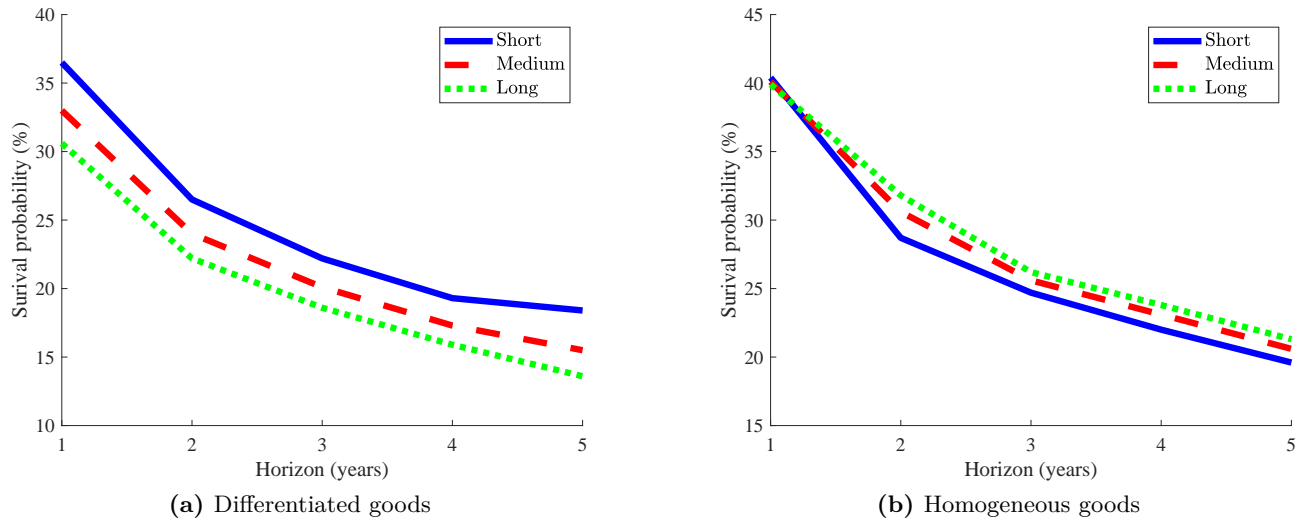 40
35
30
25
20
15
10
Surival probability (%)
1 2 3 4 5
Horizon (years)
Short
Medium
Long
(a) Differentiated goods
45
40
35
30
25
20
15
Surival probability (%)
1 2 3 4 5
Horizon (years)
Short
Medium
Long
(b) Homogeneous goods